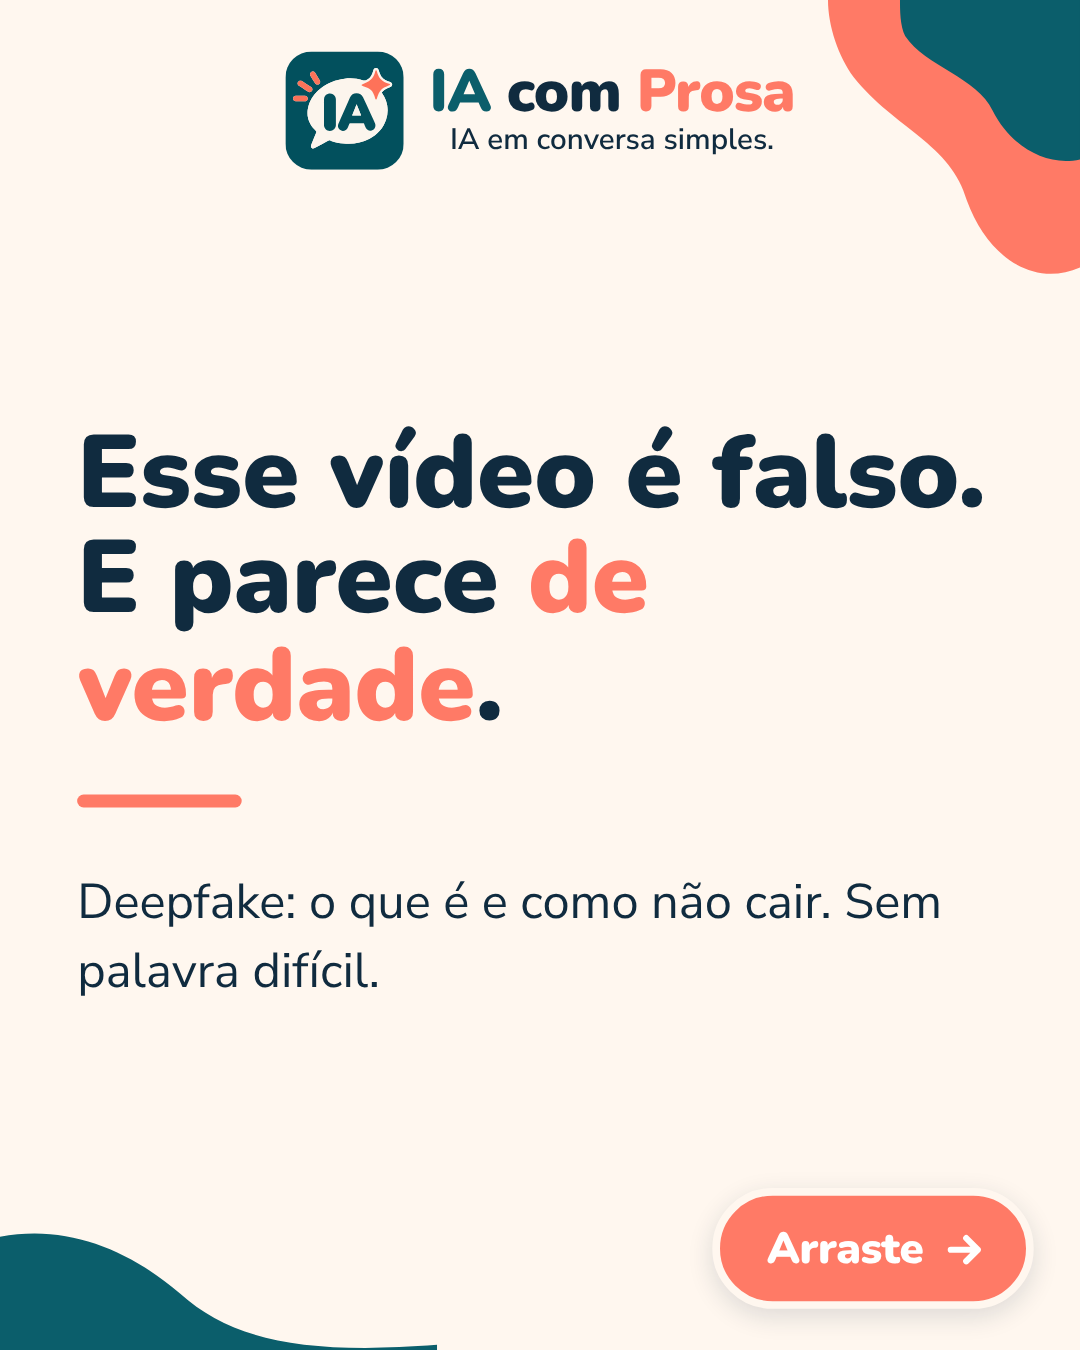 IA
IA com Prosa
IA em conversa simples.
Esse vídeo é falso.
E parece de
verdade.
Deepfake: o que é e como não cair. Sem
palavra difícil.
Arraste →